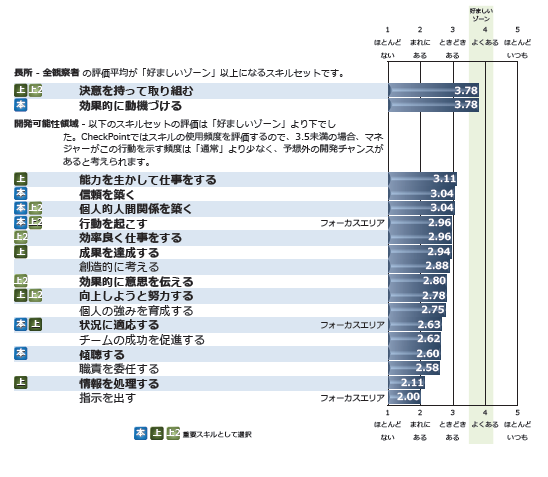 好ましい
ゾーン
1 2 3 4 5
ほとんど まれに ときどき よくある ほとんど
ない ある ある いつも
長所 - 全観察者 の評価平均が「好ましいゾーン」以上になるスキルセットです。
上 上2 決意を持って取り組む 3.78
本 効果的に動機づける 3.78
開発可能性領域 - 以下のスキルセットの評価は「好ましいゾーン」より下でし
た。CheckPointではスキルの使用頻度を評価するので、3.5未満の場合、マネ
ジャーがこの行動を示す頻度は「通常」より少なく、予想外の開発チャンスが
あると考えられます。
上 能力を生かして仕事をする 3.11
本 信頼を築く 3.04
本 上2 個人的人間関係を築く 3.04
本 上2 行動を起こす フォーカスエリア 2.96
上2 効率良く仕事をする 2.96
上 成果を達成する 2.94
創造的に考える 2.88
上2 効果的に意思を伝える 2.80
上 上2 向上しようと努力する 2.78
個人の強みを育成する 2.75
本 上 状況に適応する フォーカスエリア 2.63
チームの成功を促進する 2.62
本 傾聴する 2.60
職責を委任する 2.58
上 情報を処理する 2.11
指示を出す フォーカスエリア 2.00
1 2 3 4 5
ほとんど まれに ときどき よくある ほとんど
ない ある ある いつも
本 上 上2 重要スキルとして選択